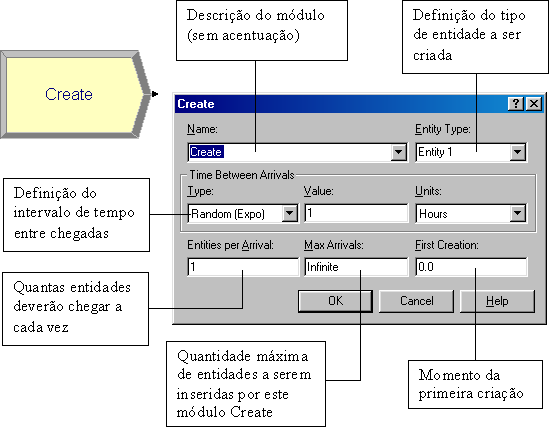 Descrição do módulo
(sem acentuação)
Definição do tipo
de entidade a ser
criada
Create
Create
Name:
Entity Type:
Create
Entity 1
Time Between Arrivals
Type:
Value:
Units:
Random (Expo)
1
Hours
Entities per Arrival:
Max Arrivals:
First Creation:
1
Infinite
0.0
OK
Cancel
Help
Definição do
intervalo de tempo
entre chegadas
Quantas entidades
deverão chegar a
cada vez
Quantidade máxima
de entidades a serem
inseridas por este
módulo Create
Momento da
primeira criação